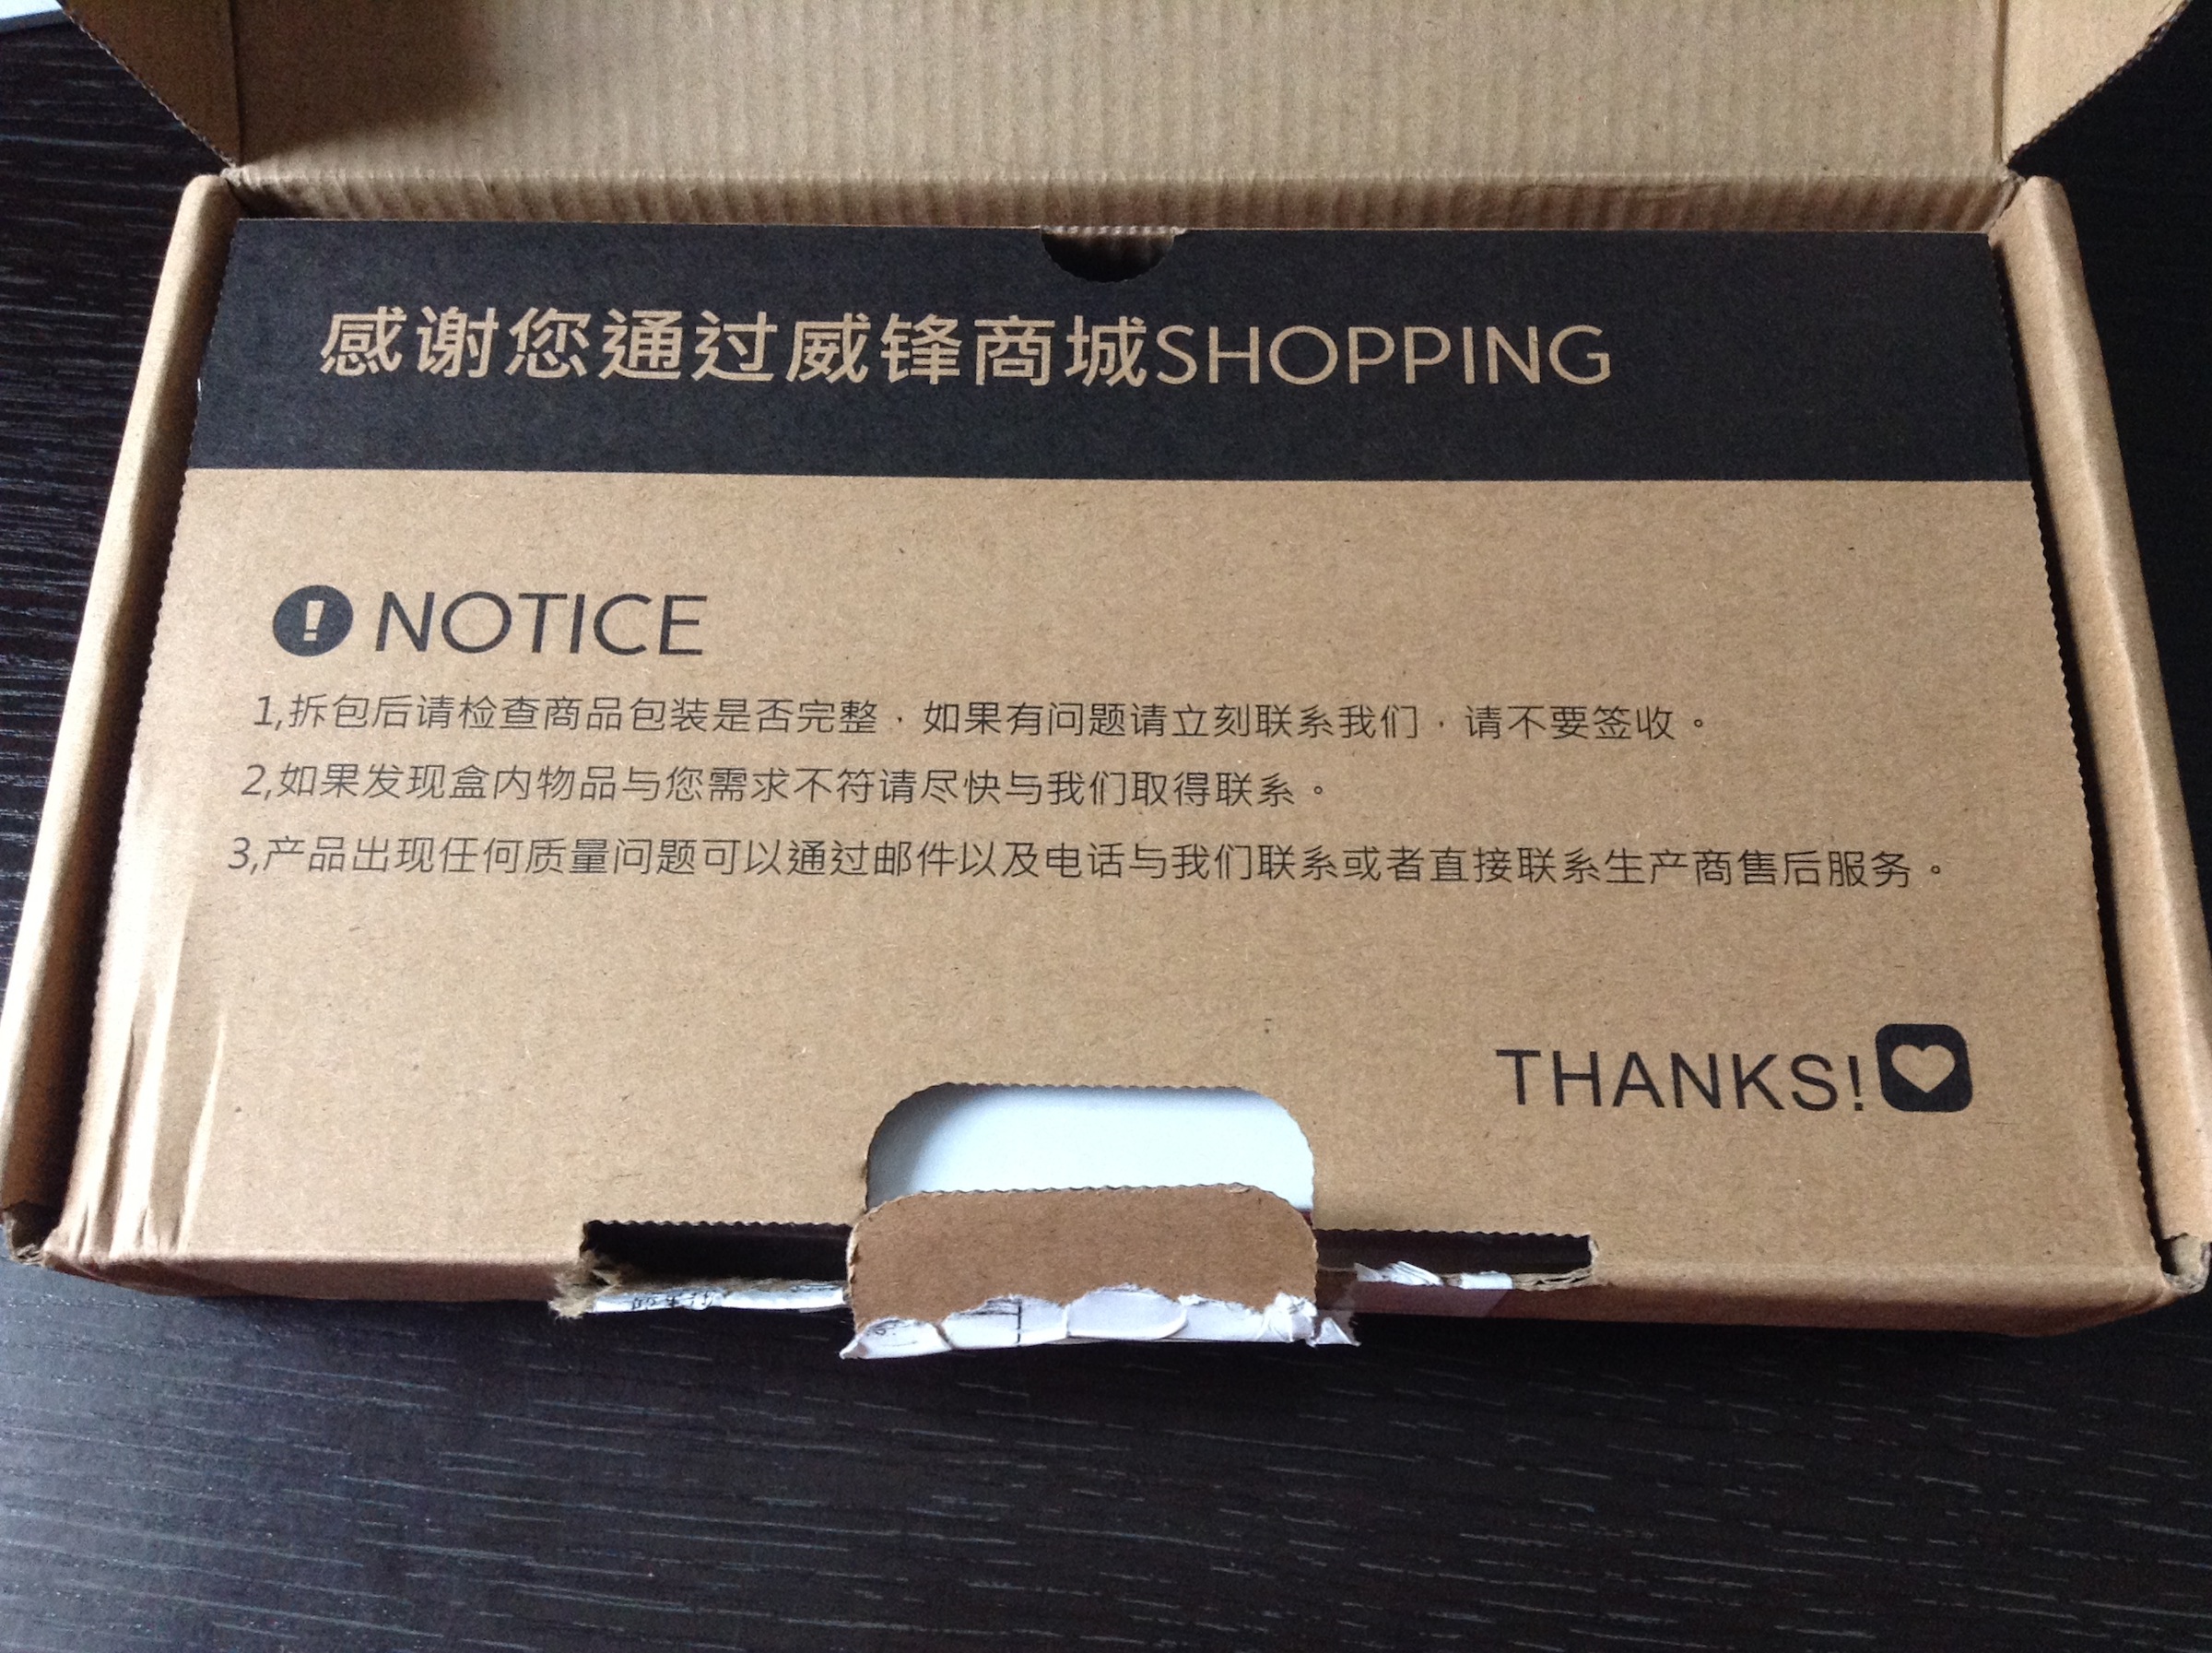 感谢您通过威锋商城SHOPPING
! NOTICE
1,拆包后请检查商品包装是否完整，如果有问题请立刻联系我们，请不要签收。
2,如果发现盒内物品与您需求不符请尽快与我们取得联系。
3,产品出现任何质量问题可以通过邮件以及电话与我们联系或者直接联系生产商售后服务。
THANKS!